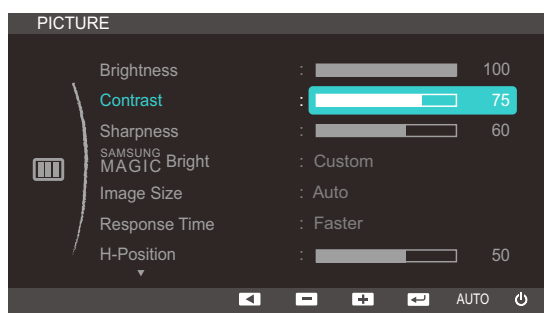 PICTURE
Brightness : 100
Contrast : 75
Sharpness : 60
SAMSUNG
MAGIC Bright : Custom
Image Size : Auto
Response Time : Faster
H-Position : 50
AUTO